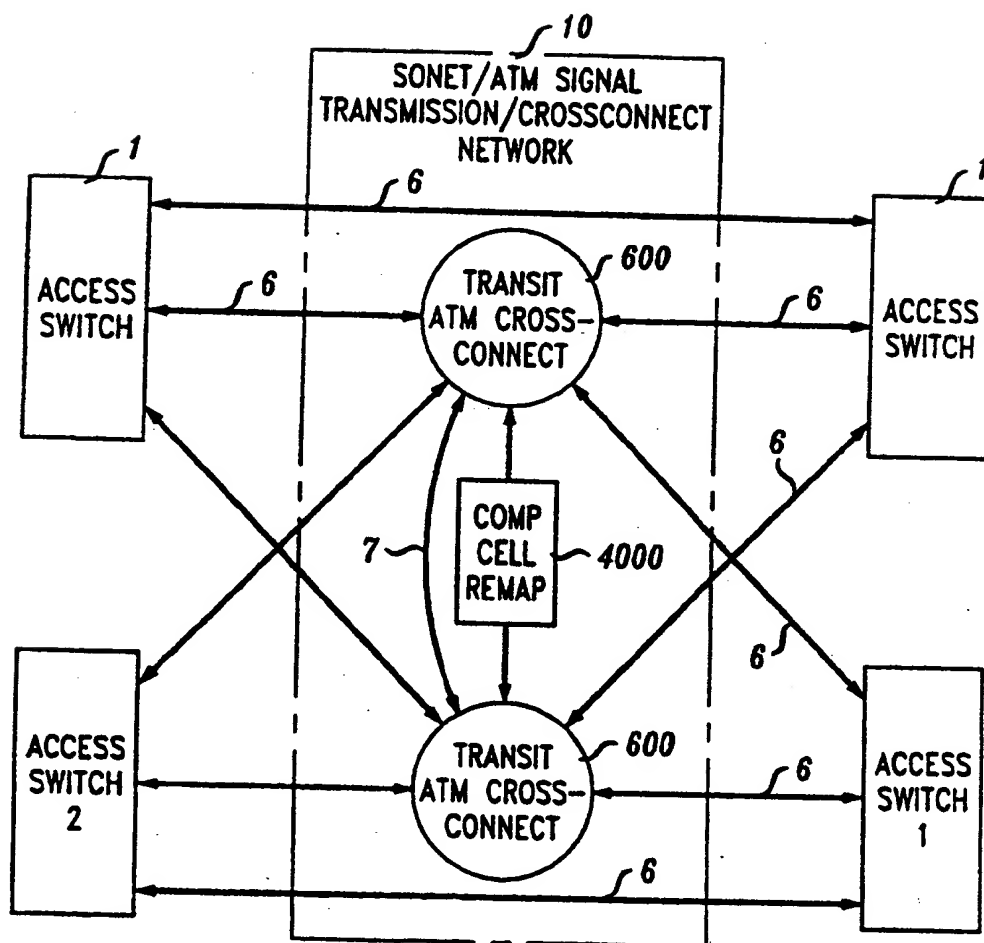 10
SONET/ATM SIGNAL
TRANSMISSION/CROSSCONNECT
NETWORK
1
1
6
ACCESS
SWITCH
6
TRANSIT
ATM CROSS-
CONNECT
600
6
ACCESS
SWITCH
6
7
COMP
CELL
REMAP
4000
6
ACCESS
SWITCH
2
TRANSIT
ATM CROSS-
CONNECT
600
6
ACCESS
SWITCH
1
6